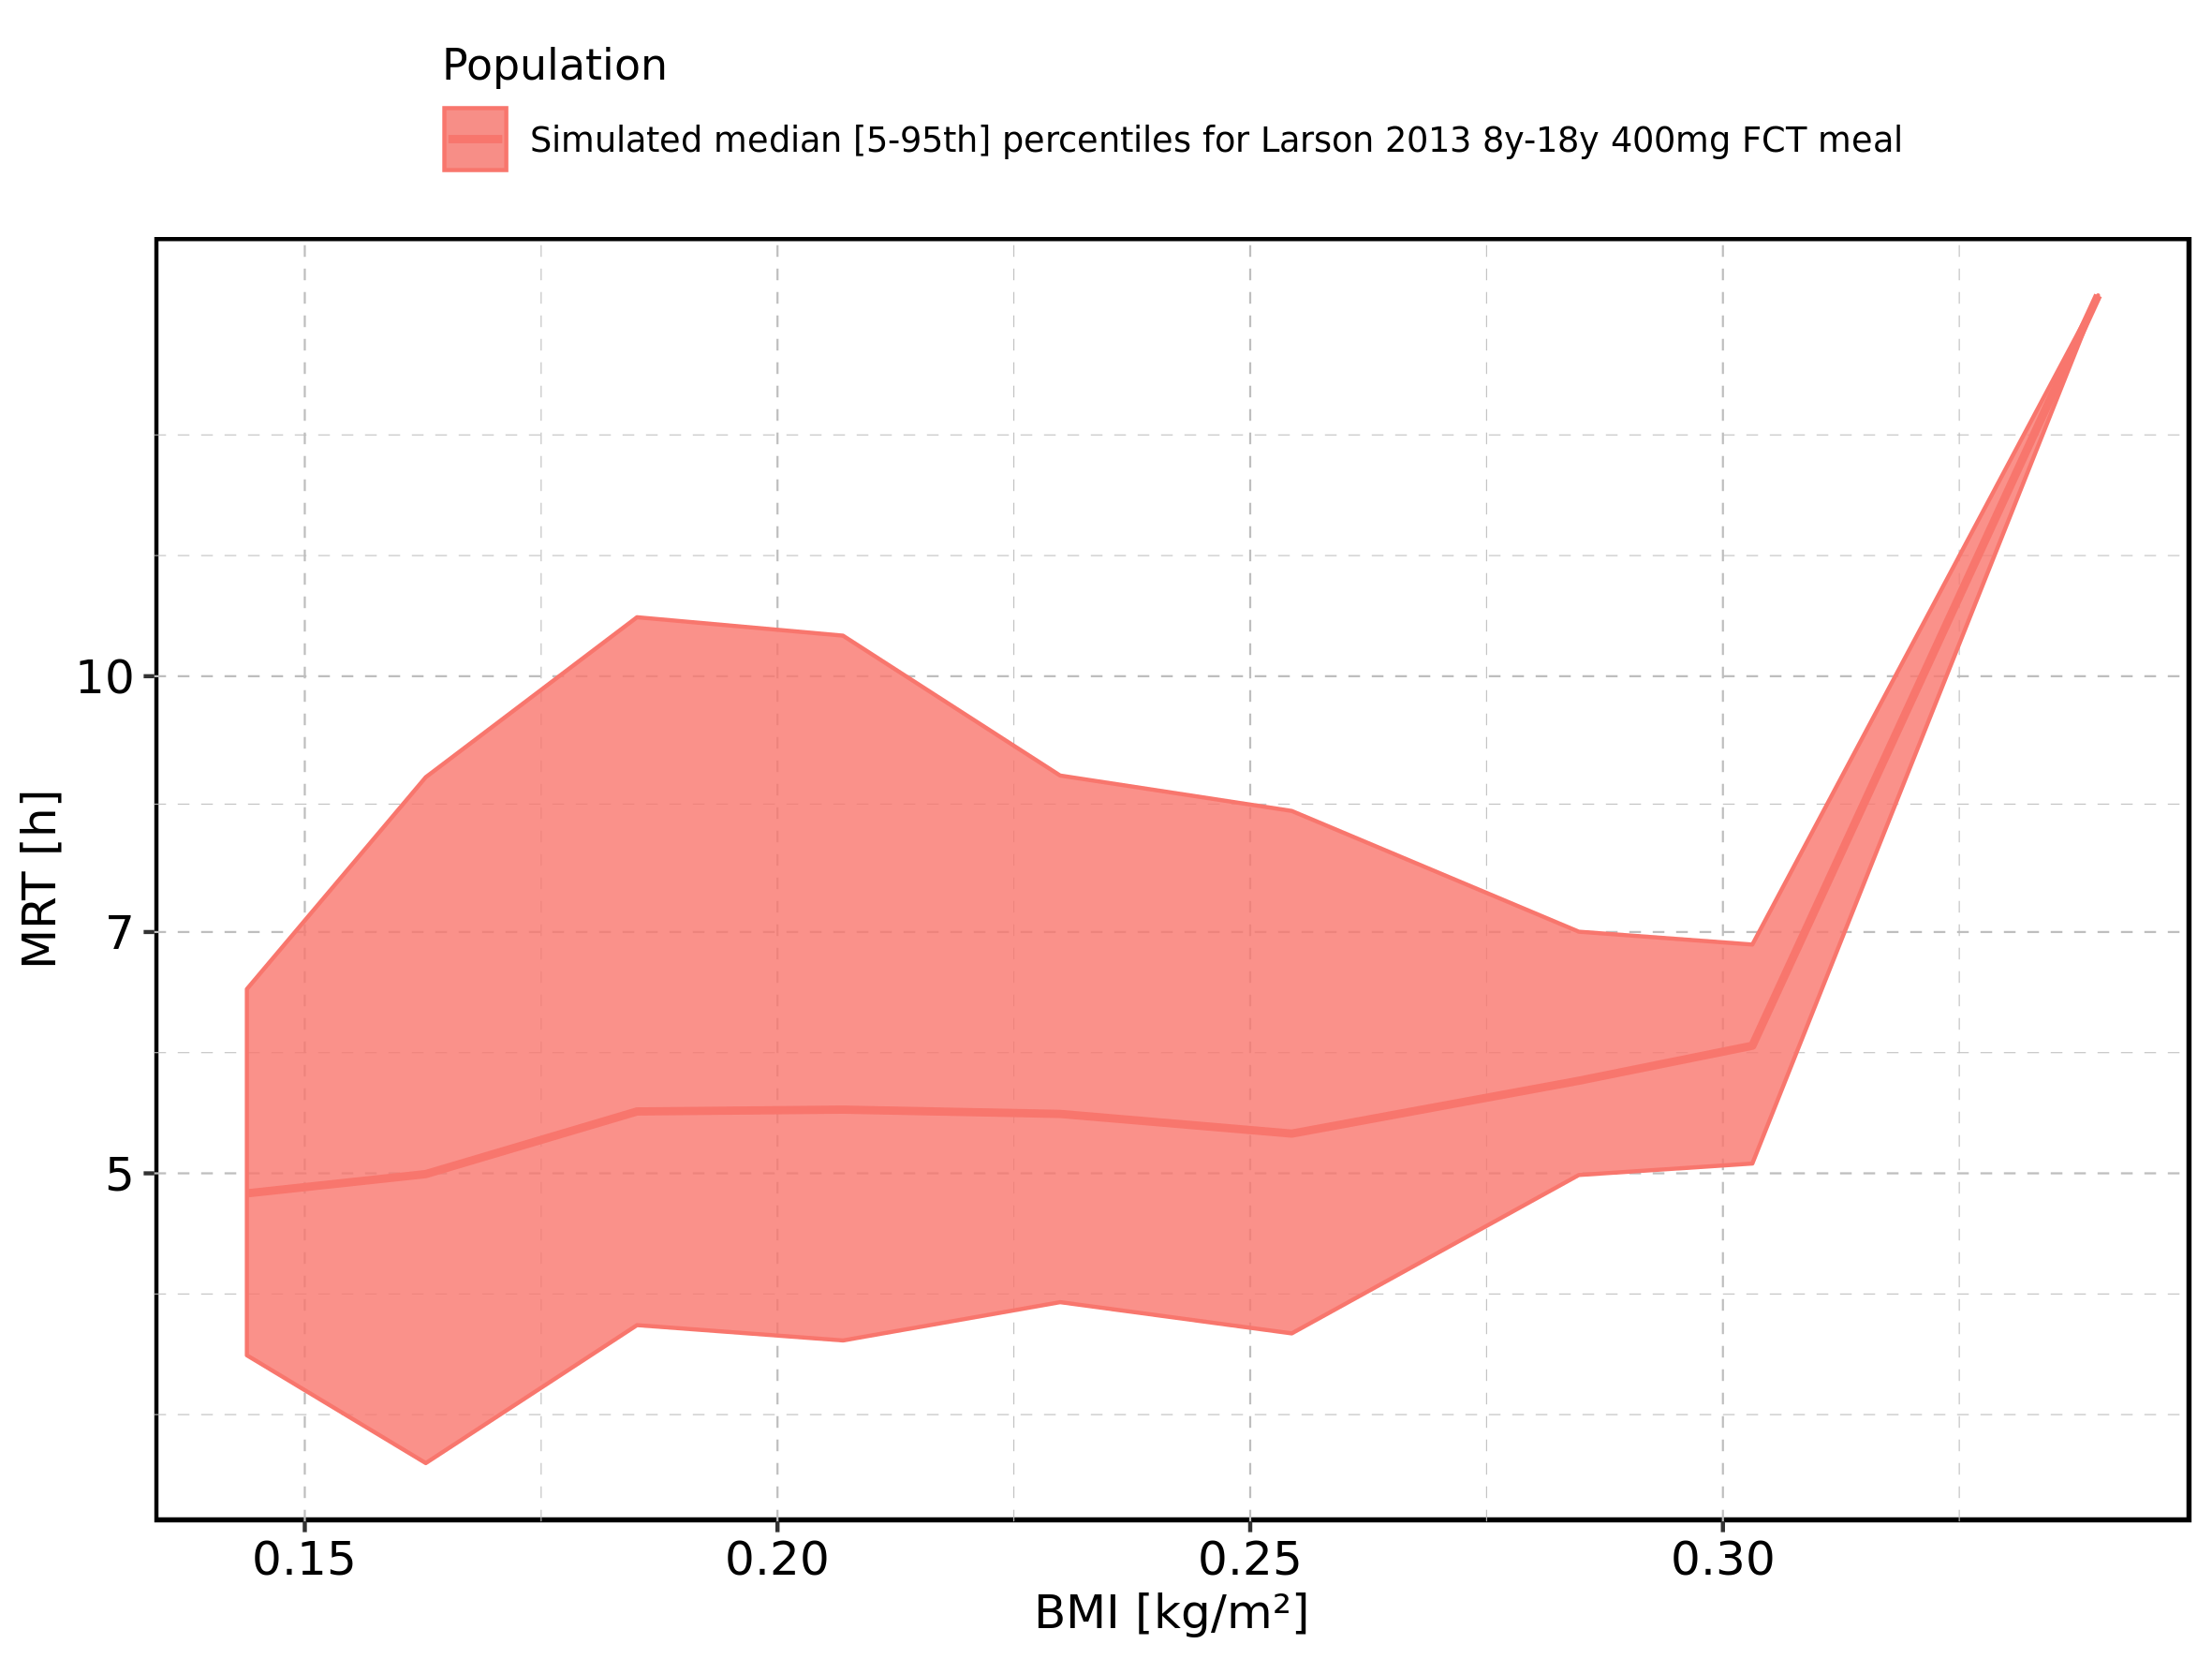 Population
Simulated median [5-95th] percentiles for Larson 2013 8y-18y 400mg FCT meal
MRT [h]
10
7
5
0.15 0.20 0.25 0.30
BMI [kg/m²]